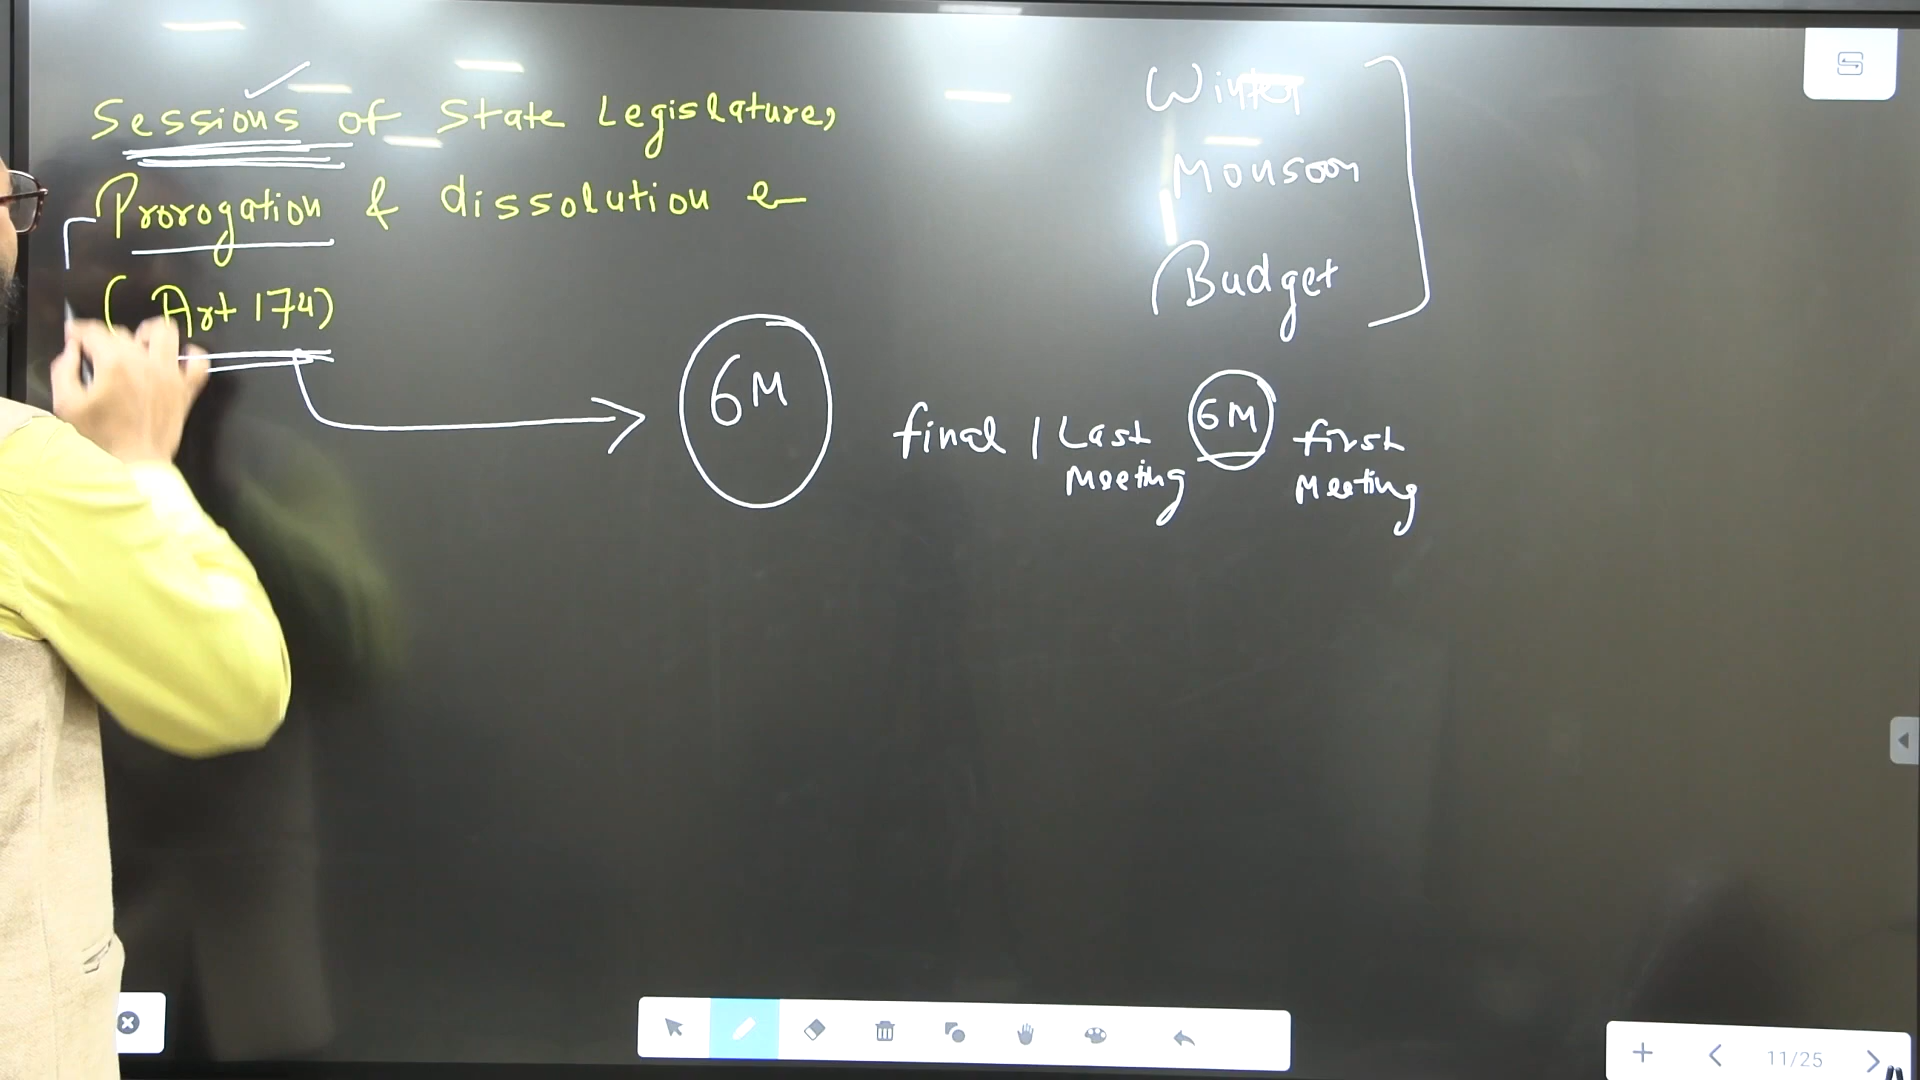 Sessions of State Legislature,
Prorogation & dissolution &
(Art 174)
Winter
Monsoon
Budget
6M
final / Last Meeting 6M first Meeting
11/25